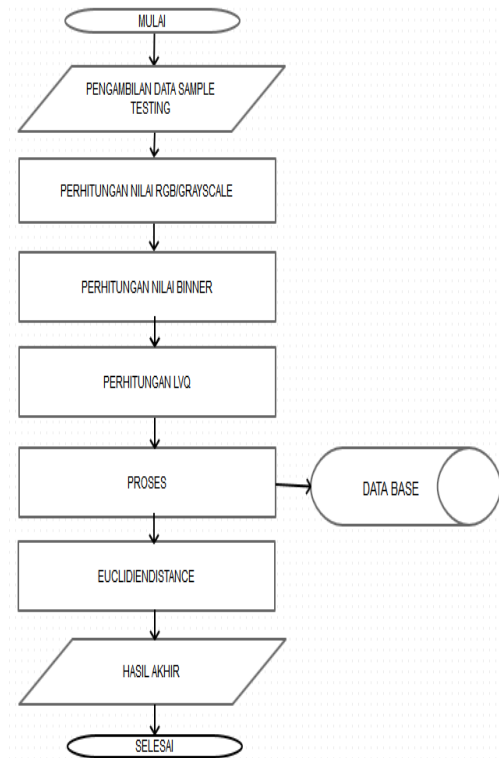 MULAI
PENGAMBILAN DATA SAMPLE
TESTING
PERHITUNGAN NILAI RGB/GRAYSCALE
PERHITUNGAN NILAI BINNER
PERHITUNGAN LVQ
PROSES
DATA BASE
EUCLIDIENDISTANCE
HASIL AKHIR
SELESAI